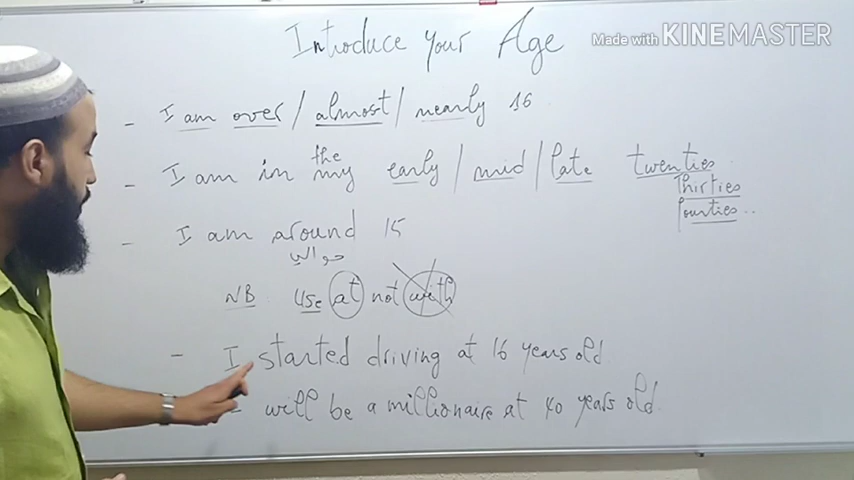 Introduce your Age
Made with KINEMASTER
- I am over / almost / nearly 16
the
- I am in my early / mid / late twenties
Thirties
fourties ..
- I am around 15
حوالي
NB Use at not with
- I started driving at 16 years old
- will be a millionaire at 40 years old